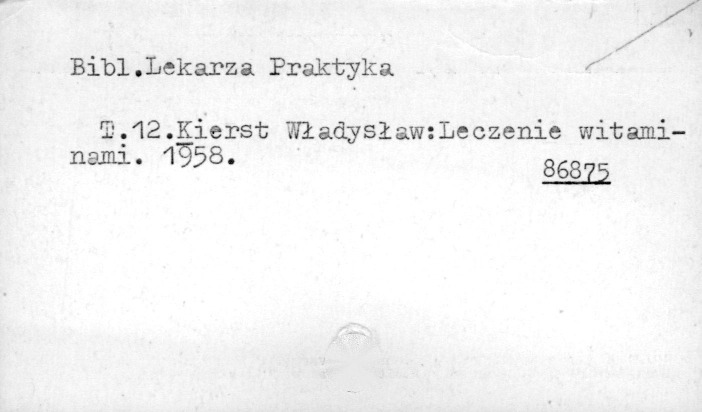 Bibl.Lekarza Praktyka
T.12.Kierst Władysław:Leczenie witami-
nami. 1958.
86875